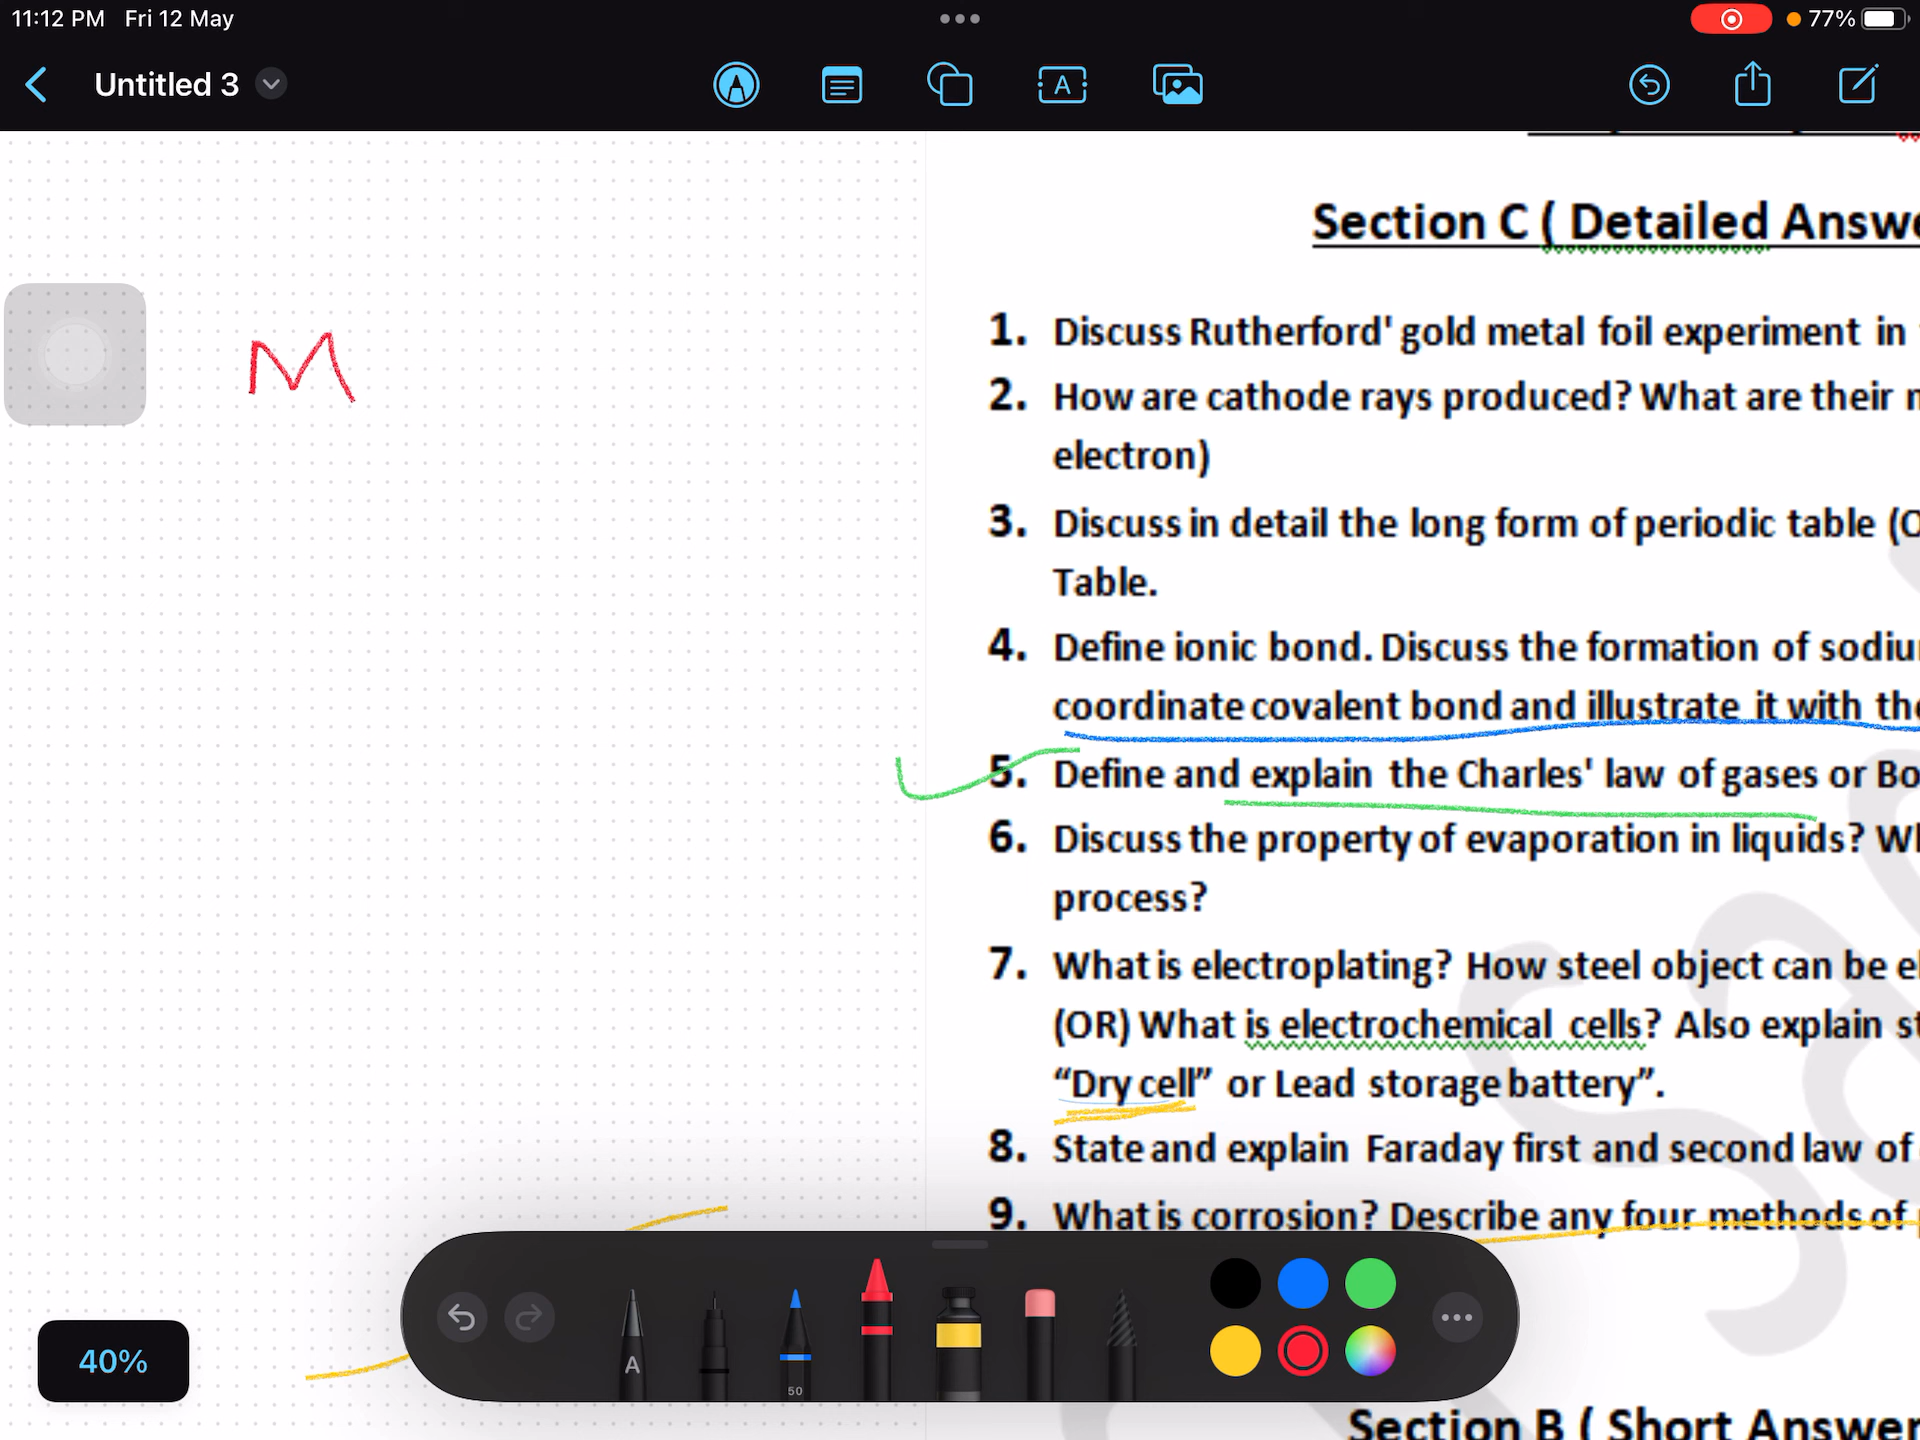 11:12 PM Fri 12 May
77%
Untitled 3
Section C ( Detailed Answe
M
1. Discuss Rutherford' gold metal foil experiment in
2. How are cathode rays produced? What are their
electron)
3. Discuss in detail the long form of periodic table (O
Table.
4. Define ionic bond. Discuss the formation of sodiu
coordinate covalent bond and illustrate it with the
5. Define and explain the Charles' law of gases or Bo
6. Discuss the property of evaporation in liquids? Wh
process?
7. What is electroplating? How steel object can be el
(OR) What is electrochemical cells? Also explain st
“Dry cell” or Lead storage battery”.
8. State and explain Faraday first and second law of
9. What is corrosion? Describe any four methods of
A
50
40%
Section B ( Short Answer